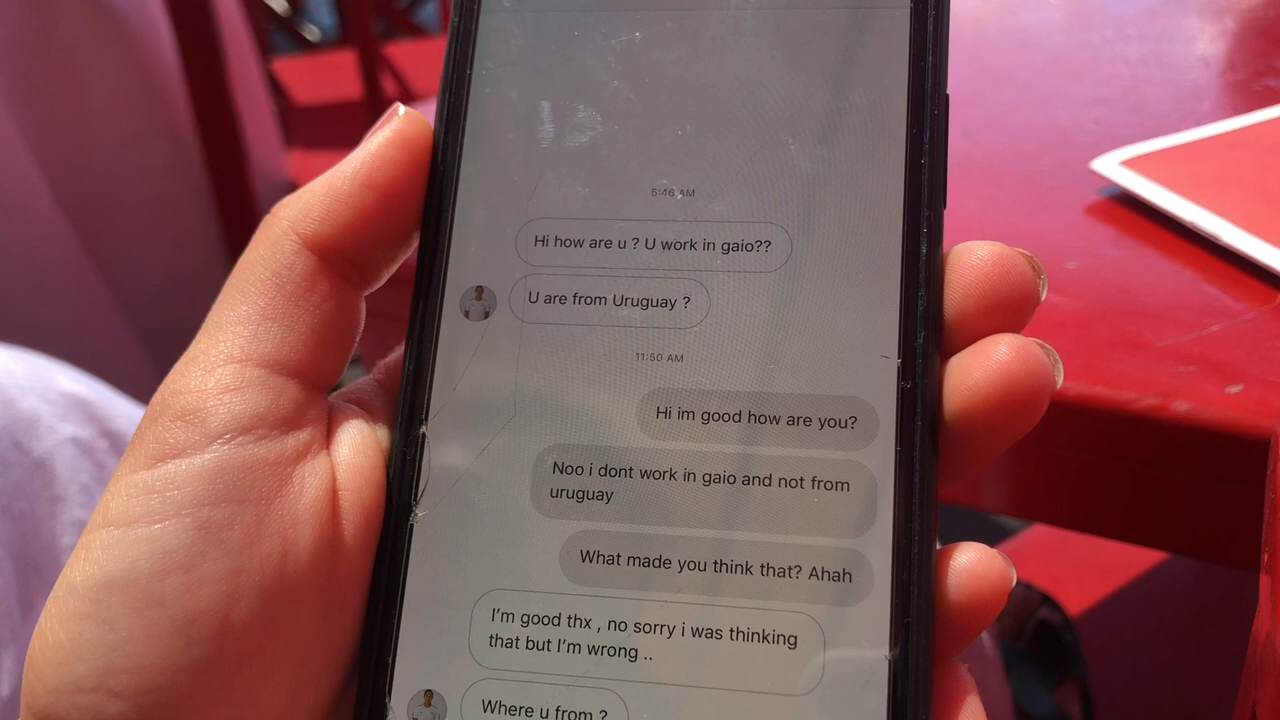 5:46 AM
Hi how are u ? U work in gaio??
U are from Uruguay ?
11:50 AM
Hi im good how are you?
Noo i dont work in gaio and not from
uruguay
What made you think that? Ahah
I'm good thx , no sorry i was thinking
that but I'm wrong ..
Where u from ?